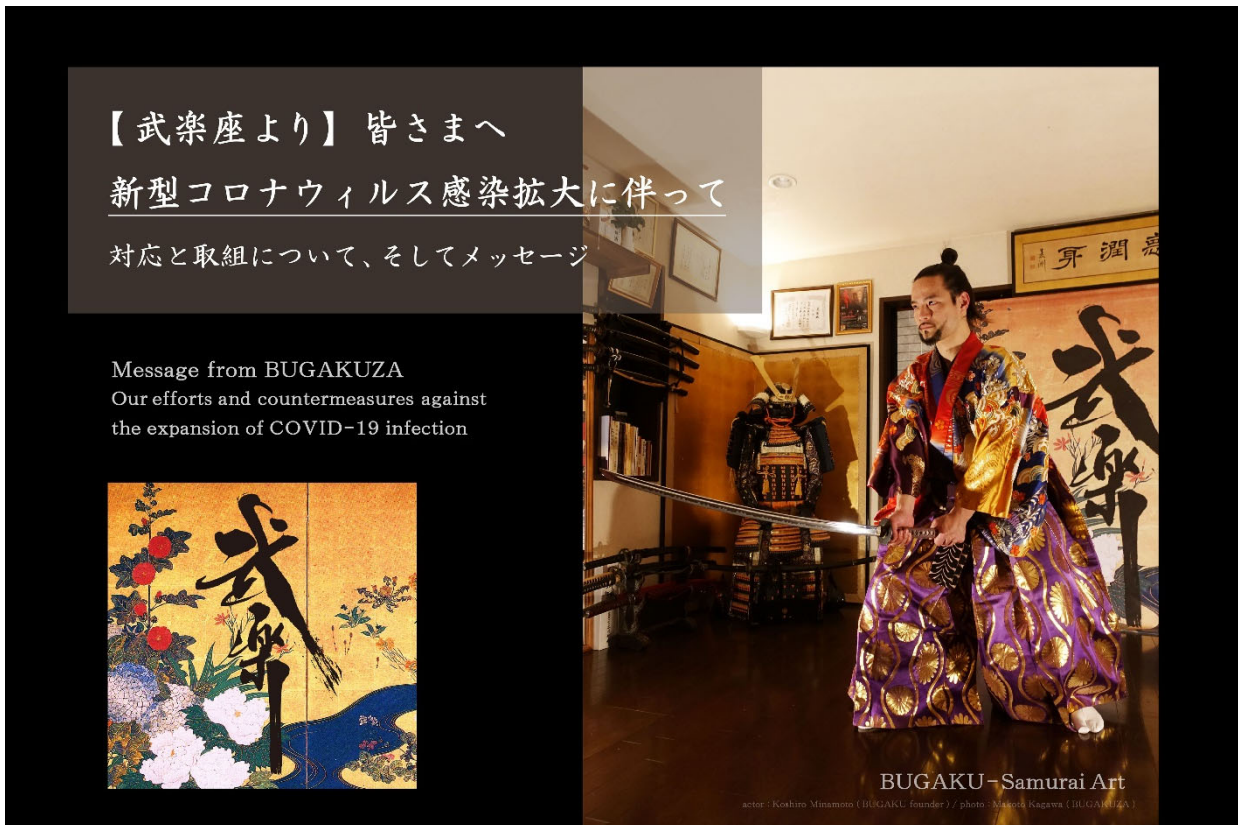 【武楽座より】皆さまへ
新型コロナウィルス感染拡大に伴って
対応と取組について、そしてメッセージ
Message from BUGAKUZA
Our efforts and countermeasures against
the expansion of COVID-19 infection
武楽
潤身
武楽
BUGAKU-Samurai Art
actor : Koshiro Minamoto ( BUGAKU founder ) / photo : Makoto Kagawa ( BUGAKUZA )